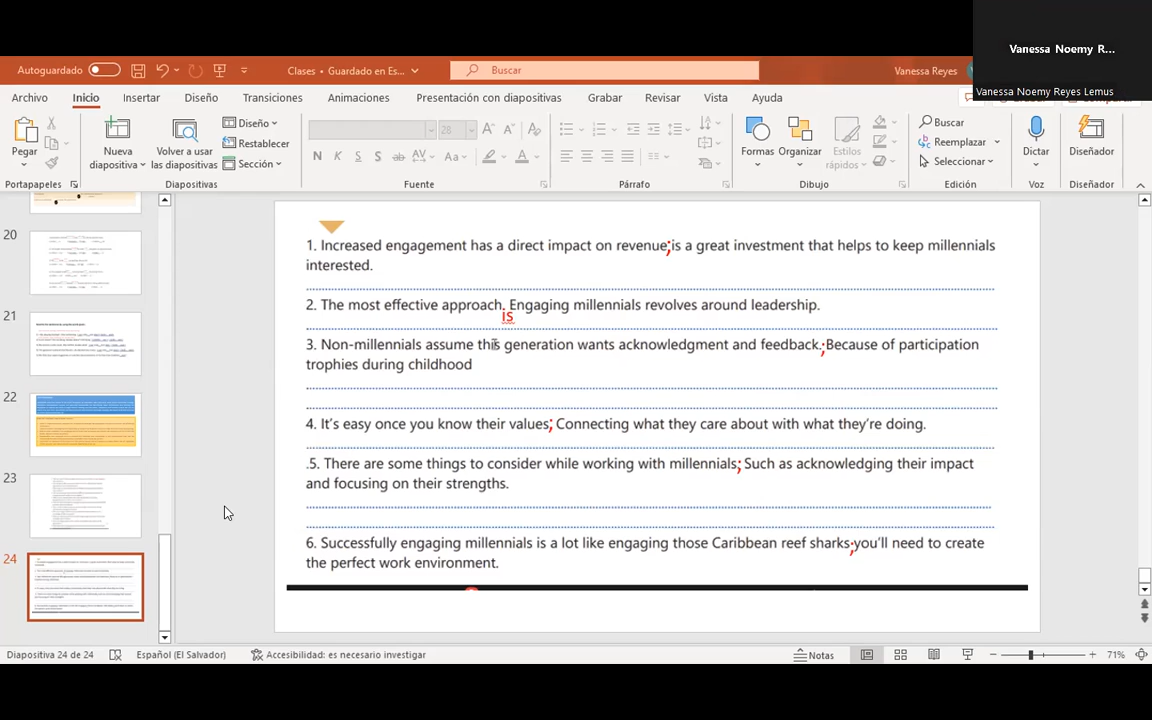 Vanessa Noemy R...
Vanessa Noemy Reyes Lemus
Autoguardado
Clases - Guardado en Es...
Buscar
Vanessa Reyes
Archivo Inicio Insertar Diseño Transiciones Animaciones Presentación con diapositivas Grabar Revisar Vista Ayuda
Pegar
Nueva diapositiva
Volver a usar las diapositivas
Diseño
Restablecer
Sección
28
N K S S ab AV Aa A
Formas
Organizar
Estilos rápidos
Buscar
Reemplazar
Seleccionar
Dictar
Diseñador
Portapapeles Diapositivas Fuente Párrafo Dibujo Edición Voz Diseñador
20
21
22
23
24
1. Increased engagement has a direct impact on revenue;is a great investment that helps to keep millennials
interested.
2. The most effective approach. Engaging millennials revolves around leadership.
is
3. Non-millennials assume this generation wants acknowledgment and feedback.;Because of participation
trophies during childhood
4. It's easy once you know their values; Connecting what they care about with what they're doing.
.5. There are some things to consider while working with millennials; Such as acknowledging their impact
and focusing on their strengths.
6. Successfully engaging millennials is a lot like engaging those Caribbean reef sharks;you'll need to create
the perfect work environment.
Diapositiva 24 de 24
Español (El Salvador)
Accesibilidad: es necesario investigar
Notas
71%